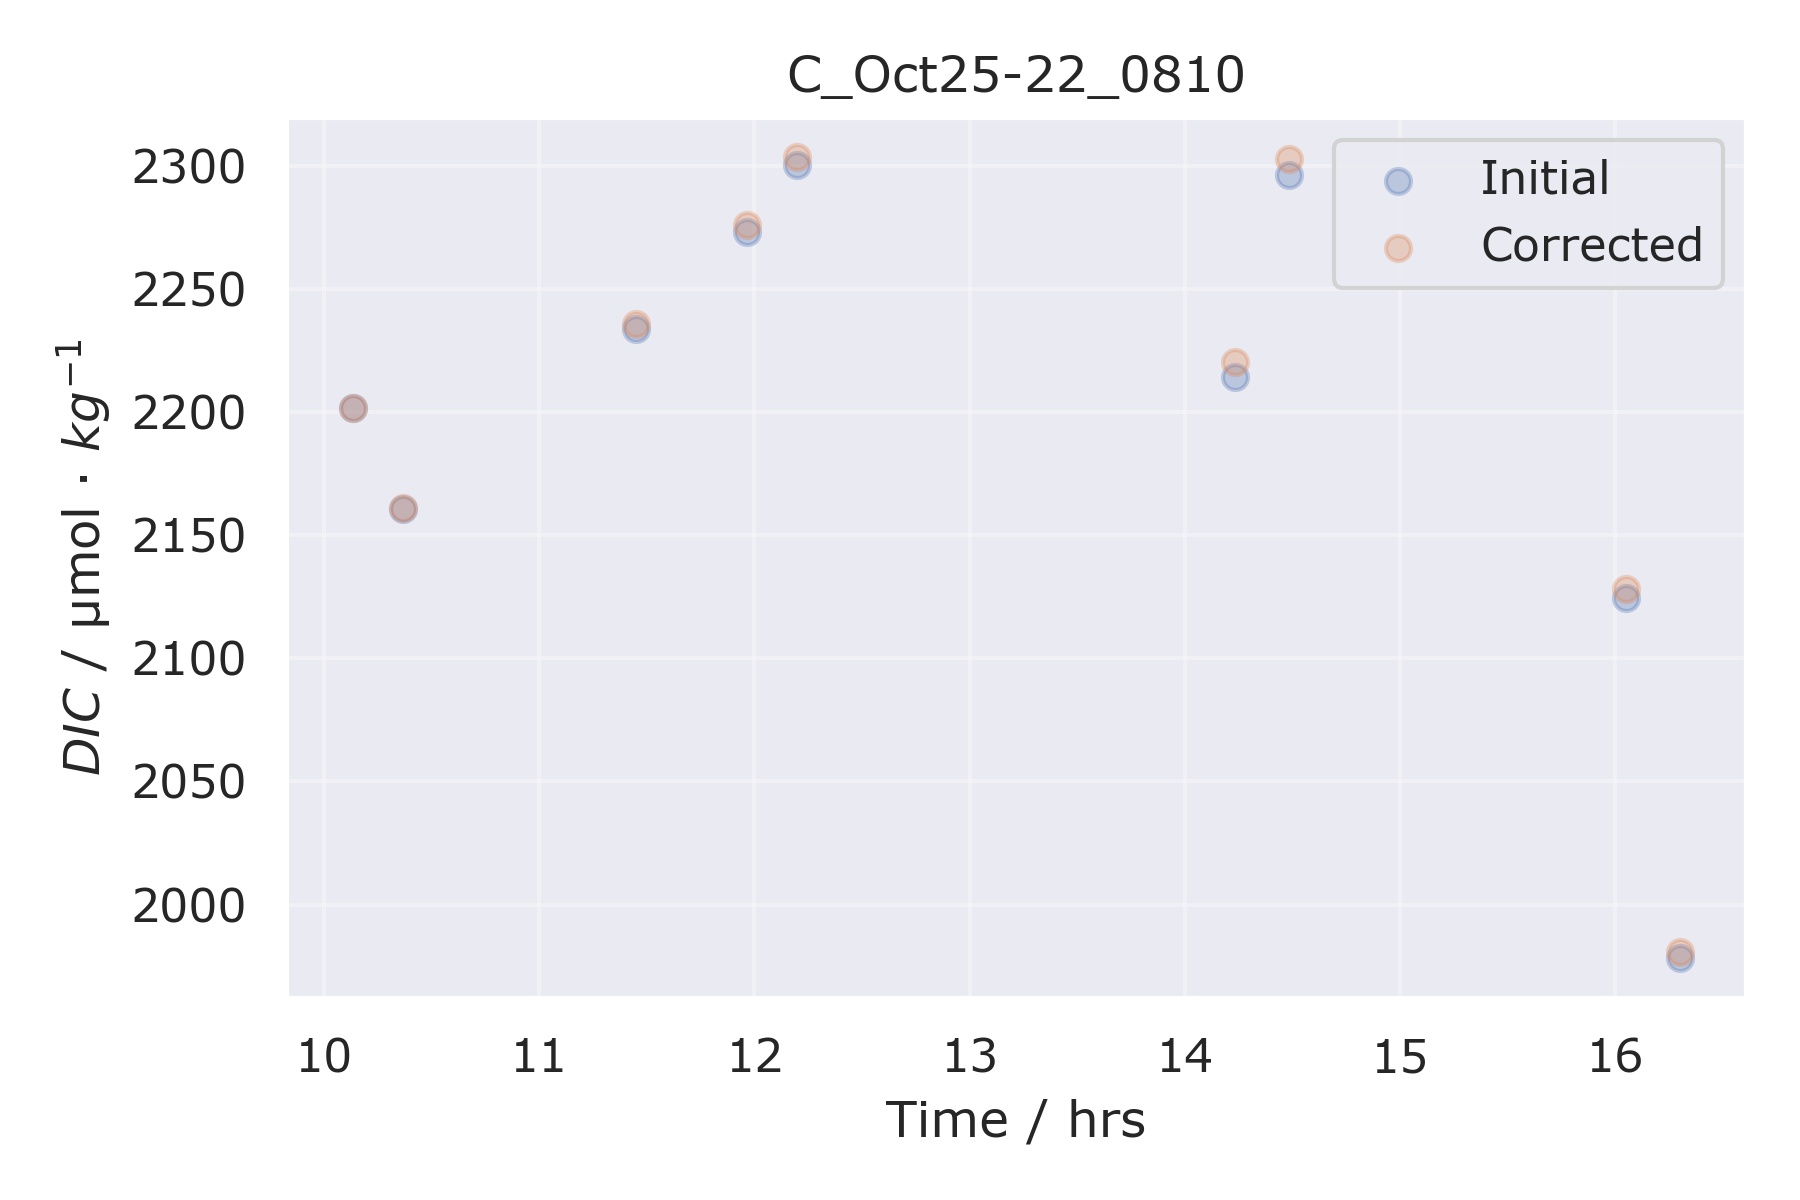 C_Oct25-22_0810
Initial
Corrected
2300
2250
2200
2150
2100
2050
2000
DIC / µmol · kg⁻¹
10 11 12 13 14 15 16
Time / hrs